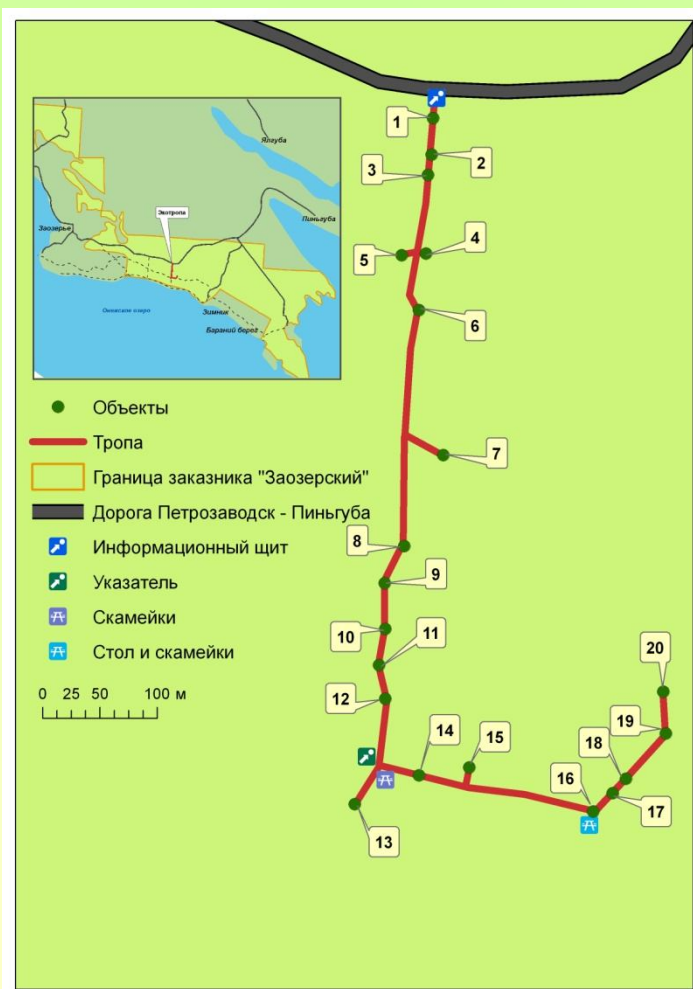 1
2
3
4
5
6
7
8
9
10
11
12
13
14
15
16
17
18
19
20
Ялгуба
Пиньгуба
Экотропа
Заозерье
Онежское озеро
Зимник
Бараний берег
Объекты
Тропа
Граница заказника "Заозерский"
Дорога Петрозаводск - Пиньгуба
Информационный щит
Указатель
Скамейки
Стол и скамейки
0 25 50 100 м